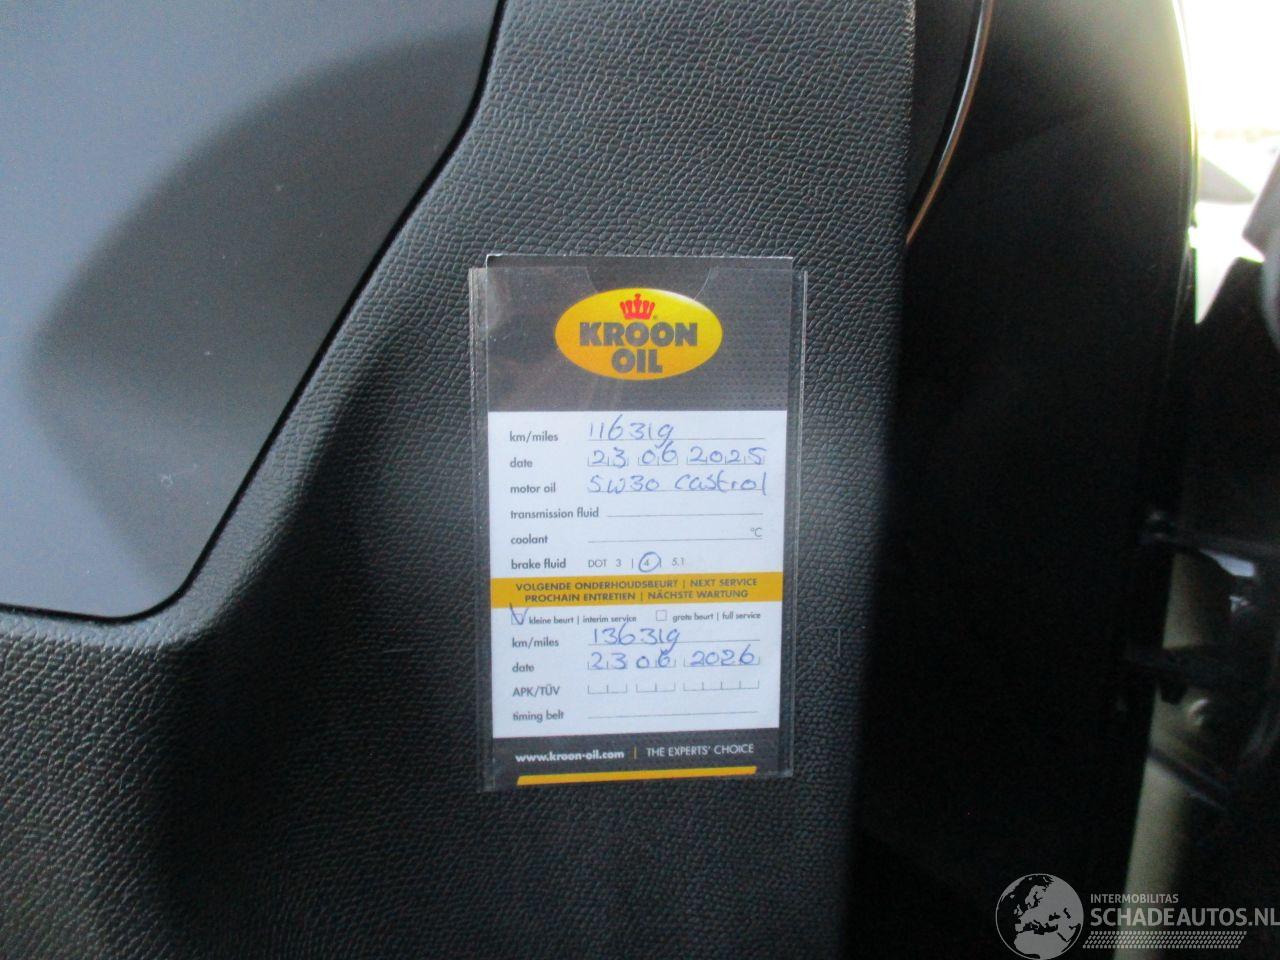 KROON
OIL
km/miles 116319
date 23 06 2025
motor oil 5W30 castrol
transmission fluid
coolant °C
brake fluid DOT 3 | 4 | 5.1
VOLGENDE ONDERHOUDSBEURT | NEXT SERVICE
PROCHAIN ENTRETIEN | NÄCHSTE WARTUNG
kleine beurt | interim service grote beurt | full service
km/miles 136319
date 23 06 2026
APK/TÜV
timing belt
www.kroon-oil.com | THE EXPERTS' CHOICE
INTERMOBILITAS
SCHADEAUTOS.NL